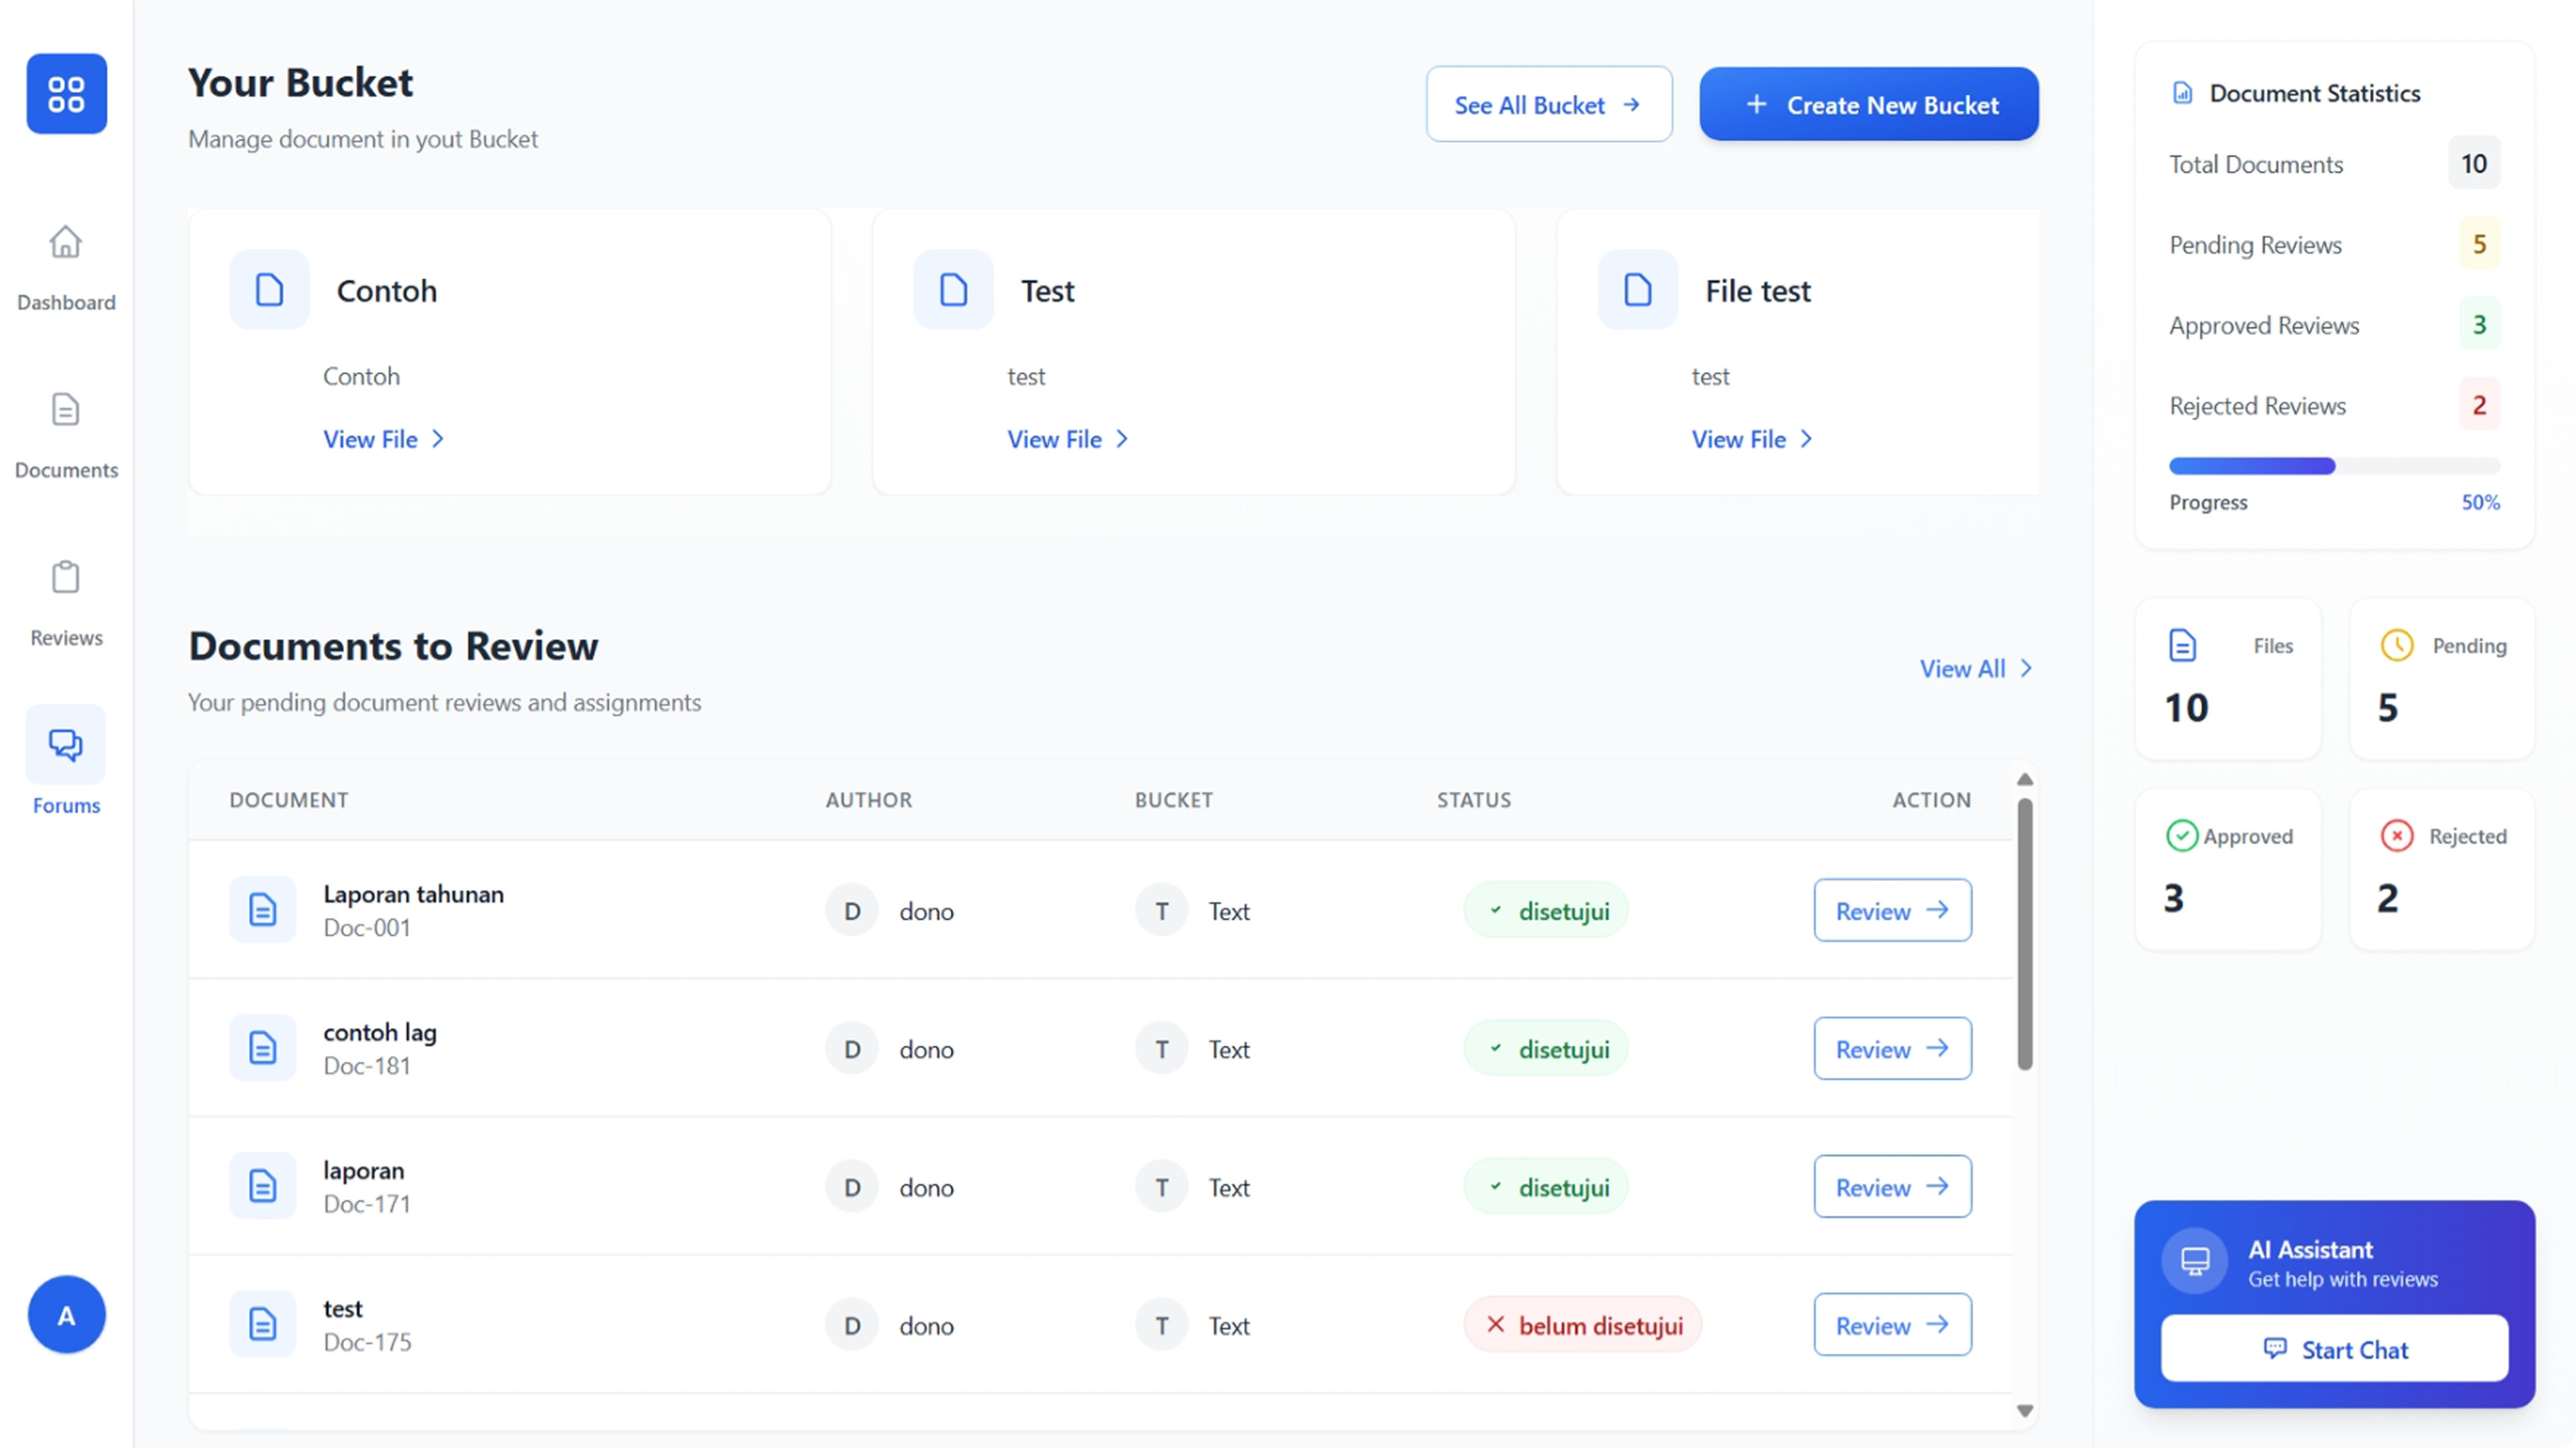 Dashboard
Documents
Reviews
Forums
A
Your Bucket
Manage document in yout Bucket
See All Bucket
Create New Bucket
Contoh
Contoh
View File
Test
test
View File
File test
test
View File
Documents to Review
Your pending document reviews and assignments
View All
DOCUMENT AUTHOR BUCKET STATUS ACTION
Laporan tahunan
Doc-001
D dono T Text disetujui Review
contoh lag
Doc-181
D dono T Text disetujui Review
laporan
Doc-171
D dono T Text disetujui Review
test
Doc-175
D dono T Text belum disetujui Review
Document Statistics
Total Documents 10
Pending Reviews 5
Approved Reviews 3
Rejected Reviews 2
Progress 50%
Files
10
Pending
5
Approved
3
Rejected
2
AI Assistant
Get help with reviews
Start Chat